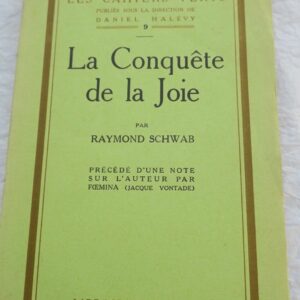 LES CAHIERS VERTS
PUBLIÉS SOUS LA DIRECTION DE
DANIEL HALÉVY
9
La Conquête
de la Joie
PAR
RAYMOND SCHWAB
PRÉCÉDÉ D'UNE NOTE
SUR L'AUTEUR PAR
FŒMINA (JACQUE VONTADE)